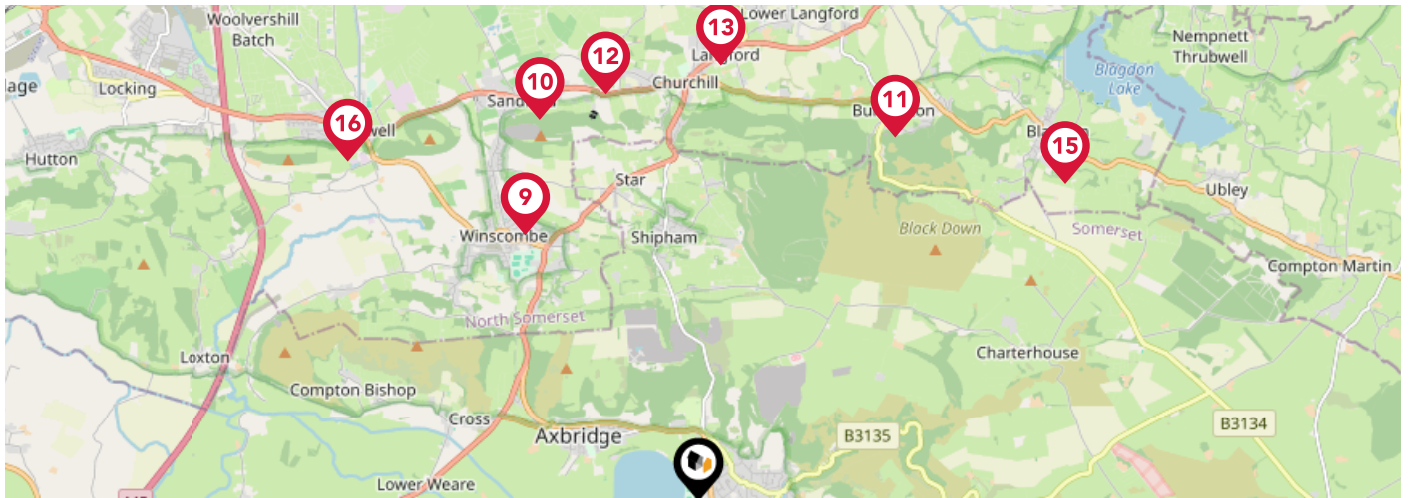 Woolvershill
Batch
13
Lower Langford
Nempnett
Thrubwell
12
Langford
10
Blagdon
Lake
Locking
Churchill
11
16
15
Hutton
Star
9
Ubley
Winscombe
Shipham
Black Down
Somerset
Compton Martin
North Somerset
Loxton
Charterhouse
Compton Bishop
Cross
Axbridge
B3135
B3134
Lower Weare